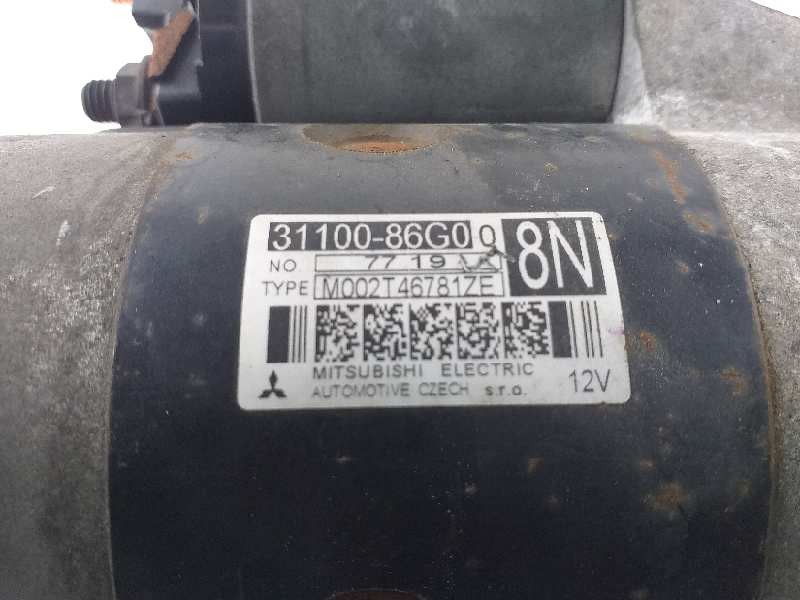 31100-86G00 8N
NO 77 19
TYPE M002T46781ZE
MITSUBISHI ELECTRIC
AUTOMOTIVE CZECH s.r.o. 12V